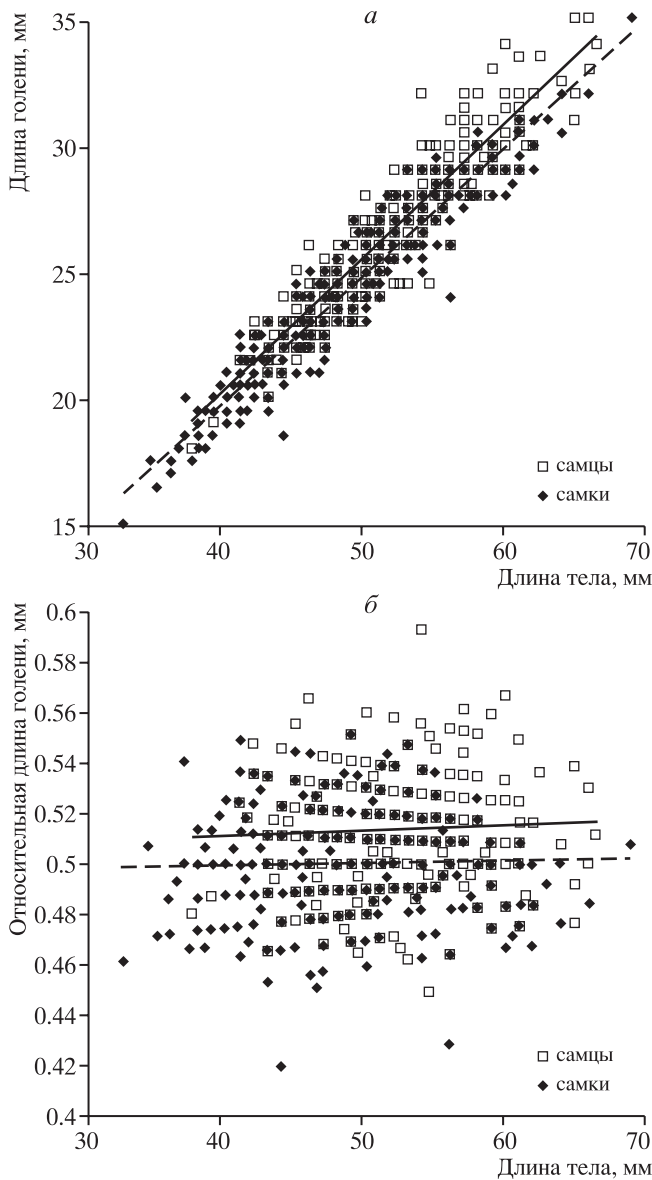 а
Длина голени, мм
35
30
25
20
15
самцы
самки
30 40 50 60 70
Длина тела, мм
б
Относительная длина голени, мм
0.6
0.58
0.56
0.54
0.52
0.5
0.48
0.46
0.44
0.42
0.4
самцы
самки
30 40 50 60 70
Длина тела, мм